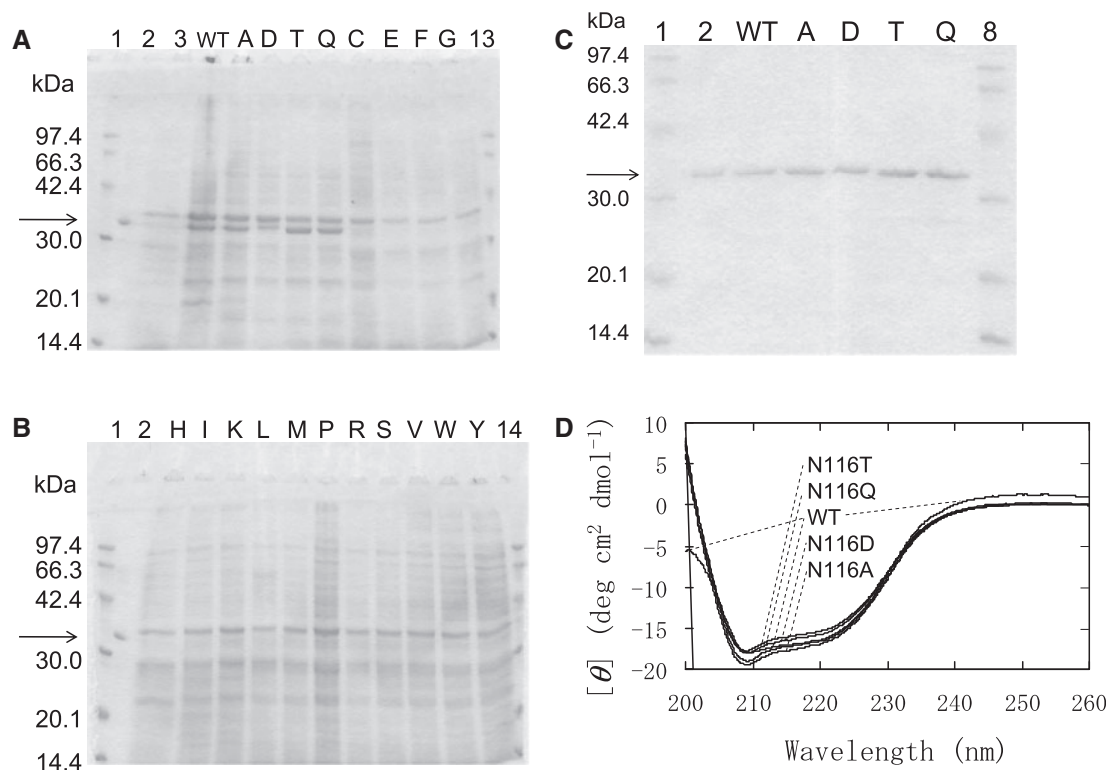 A
1 2 3 WT A D T Q C E F G 13
kDa
97.4
66.3
42.4
30.0
20.1
14.4
C
kDa
1 2 WT A D T Q 8
97.4
66.3
42.4
30.0
20.1
14.4
B
1 2 H I K L M P R S V W Y 14
kDa
97.4
66.3
42.4
30.0
20.1
14.4
D
[θ] (deg cm² dmol⁻¹)
10
5
0
−5
−10
−15
−20
N116T
N116Q
WT
N116D
N116A
200 210 220 230 240 250 260
Wavelength (nm)